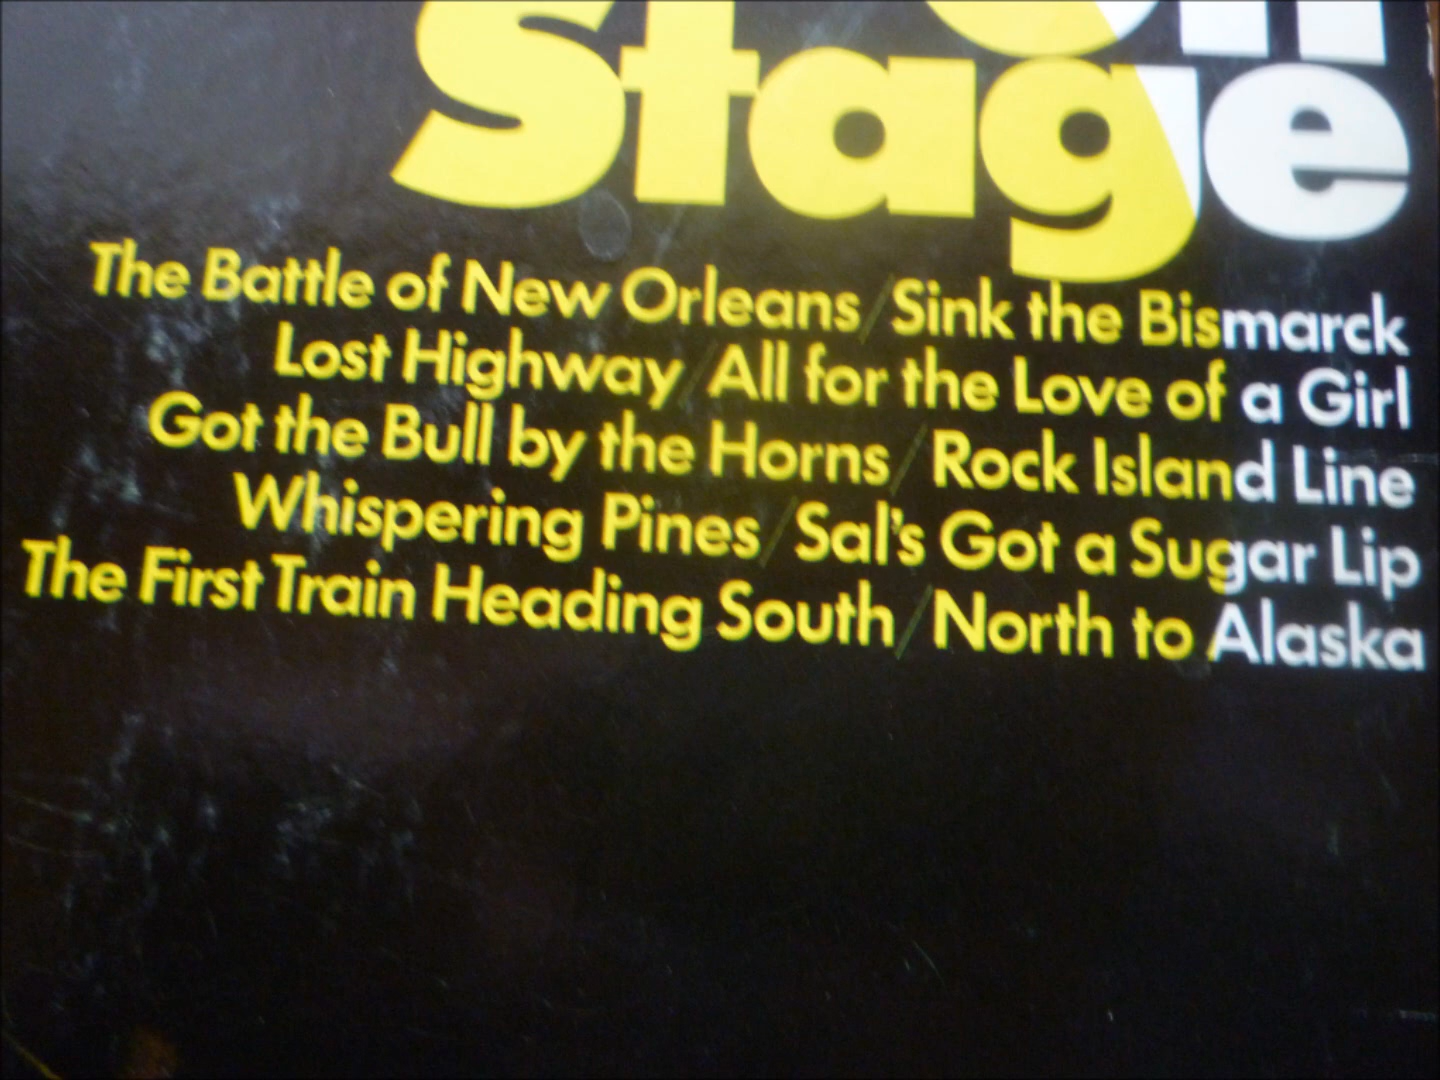 on
Stage
The Battle of New Orleans / Sink the Bismarck
Lost Highway / All for the Love of a Girl
Got the Bull by the Horns / Rock Island Line
Whispering Pines / Sal's Got a Sugar Lip
The First Train Heading South / North to Alaska